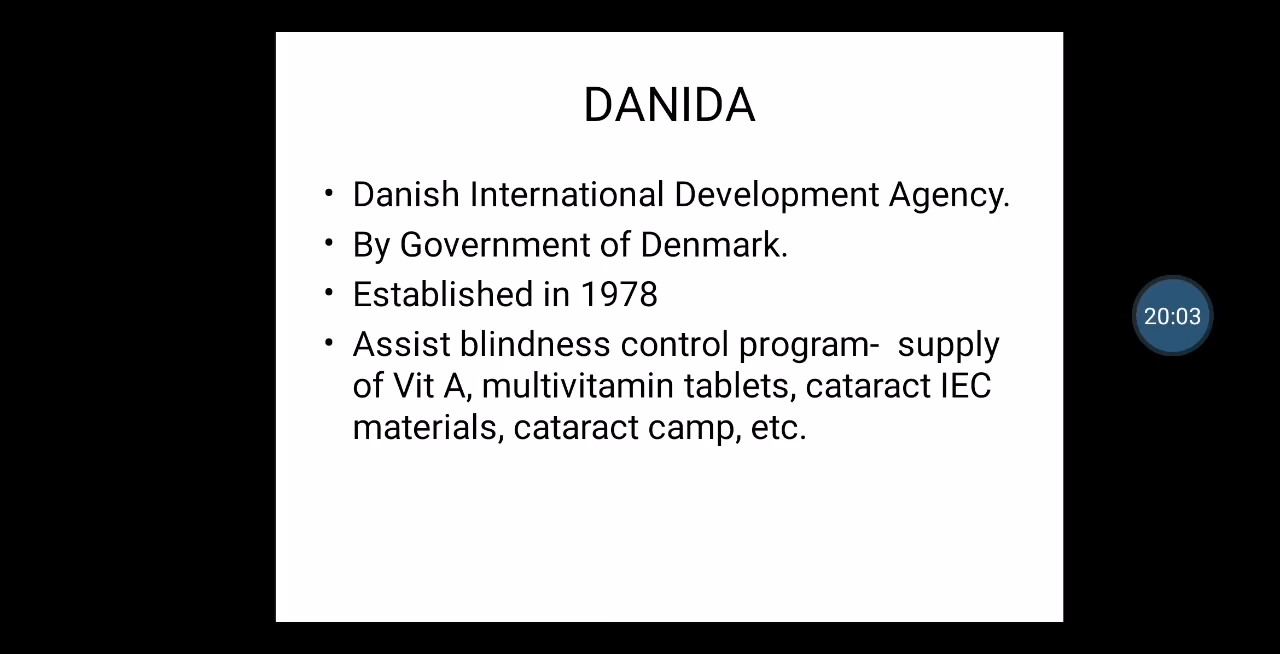 DANIDA
• Danish International Development Agency.
• By Government of Denmark.
• Established in 1978
• Assist blindness control program-  supply
of Vit A, multivitamin tablets, cataract IEC
materials, cataract camp, etc.
20:03